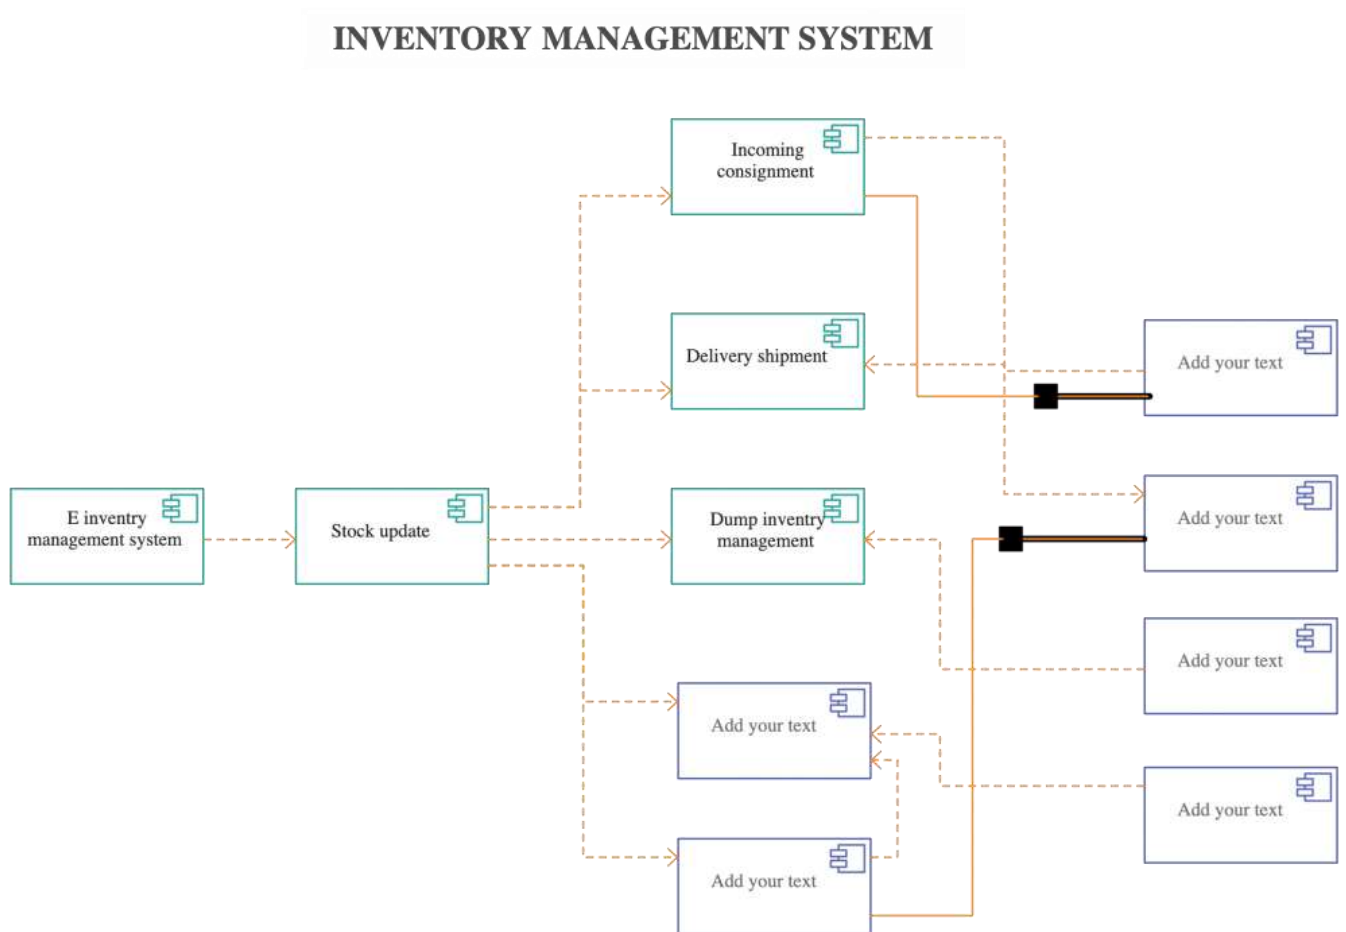 INVENTORY MANAGEMENT SYSTEM
Incoming
consignment
Delivery shipment
Add your text
E inventry
management system
Stock update
Dump inventry
management
Add your text
Add your text
Add your text
Add your text
Add your text